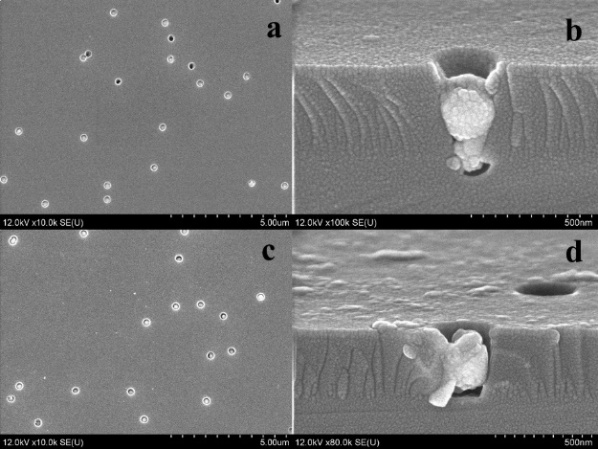 a
b
12.0kV x10.0k SE(U) 5.00um
12.0kV x100k SE(U) 500nm
c
d
12.0kV x10.0k SE(U) 5.00um
12.0kV x80.0k SE(U) 500nm